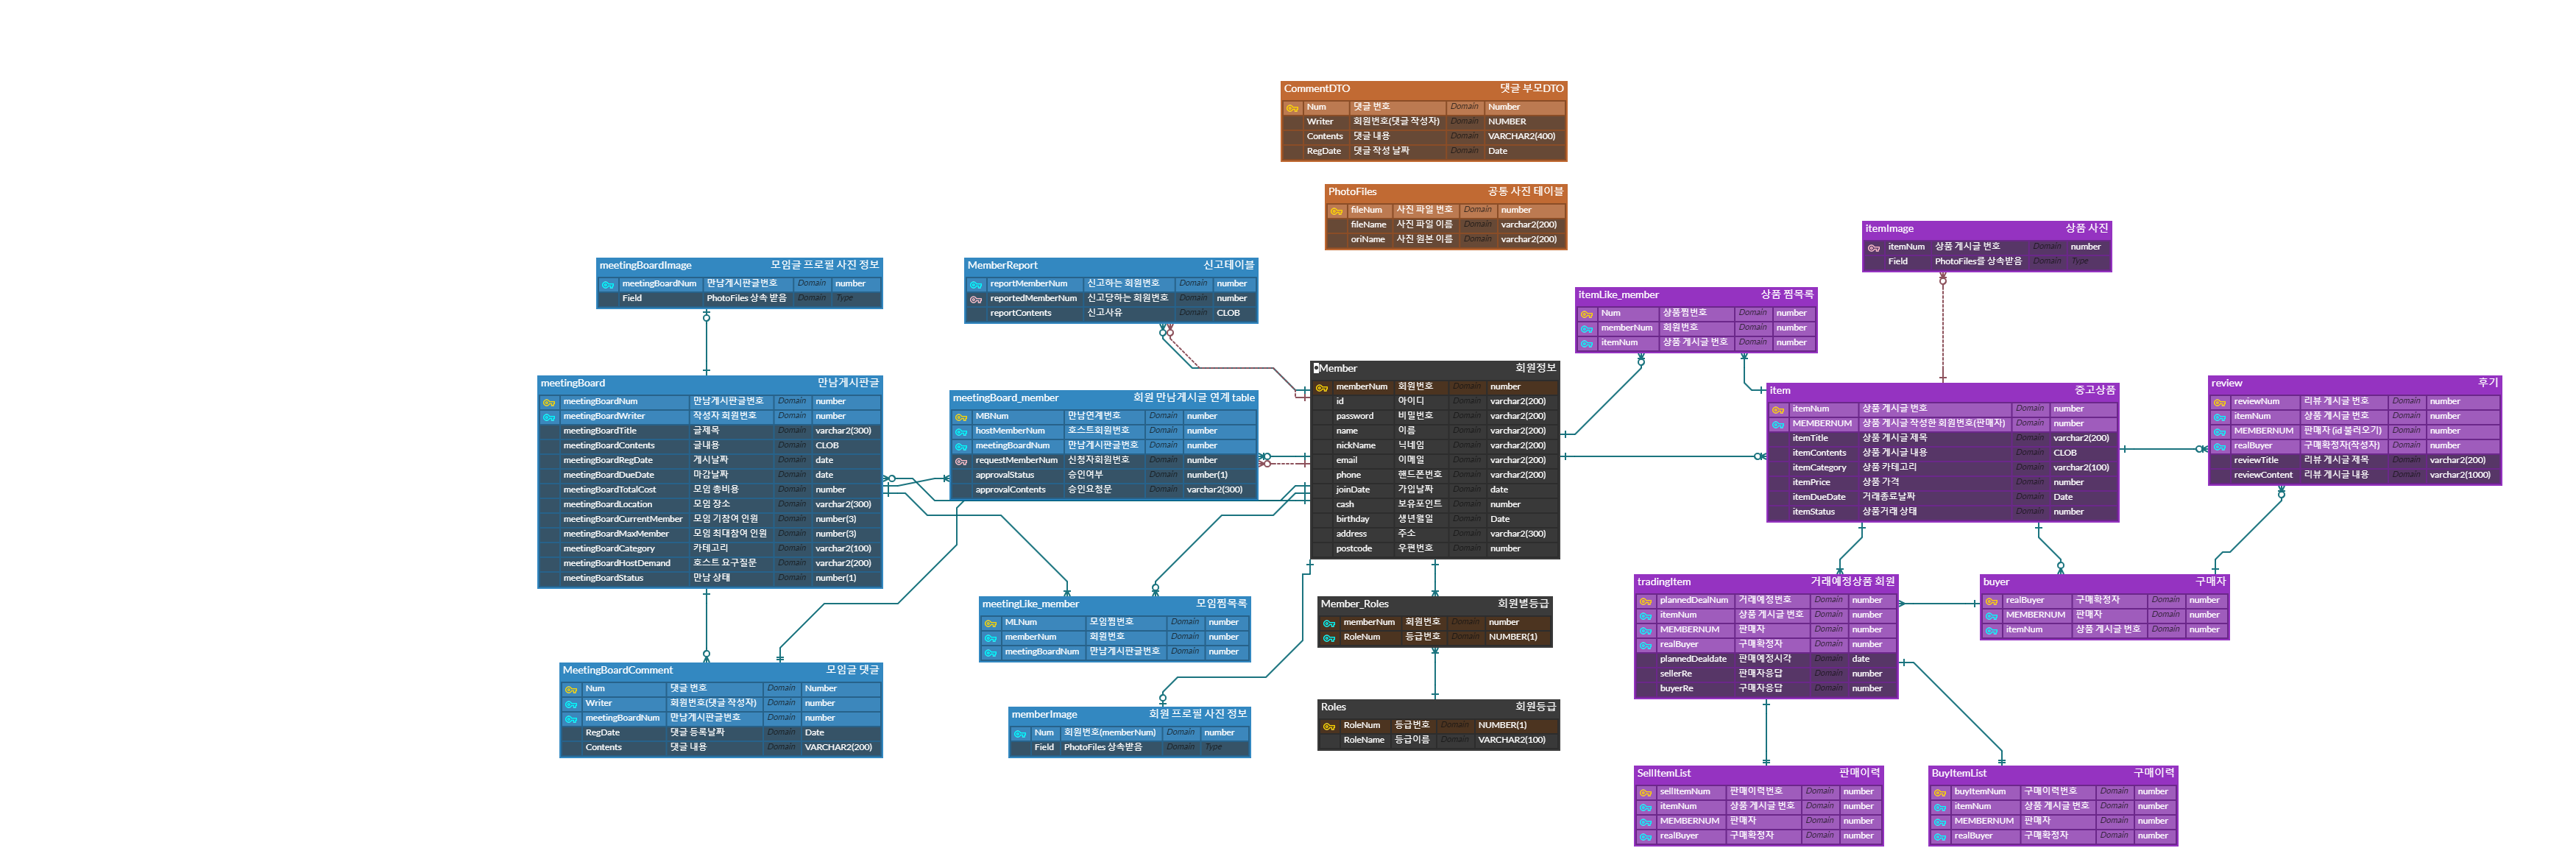 CommentDTO 댓글 부모DTO
Num 댓글 번호 Domain Number
Writer 회원번호(댓글 작성자) Domain NUMBER
Contents 댓글 내용 Domain VARCHAR2(400)
RegDate 댓글 작성 날짜 Domain Date
PhotoFiles 공통 사진 테이블
fileNum 사진 파일 번호 Domain number
fileName 사진 파일 이름 Domain varchar2(200)
oriName 사진 원본 이름 Domain varchar2(200)
itemImage 상품 사진
itemNum 상품 게시글 번호 Domain number
Field PhotoFiles를 상속받음 Domain Type
meetingBoardImage 모임글 프로필 사진 정보
meetingBoardNum 만남게시판글번호 Domain number
Field PhotoFiles 상속 받음 Domain Type
MemberReport 신고테이블
reportMemberNum 신고하는 회원번호 Domain number
reportedMemberNum 신고당하는 회원번호 Domain number
reportContents 신고사유 Domain CLOB
itemLike_member 상품 찜목록
Num 상품찜번호 Domain number
memberNum 회원번호 Domain number
itemNum 상품 게시글 번호 Domain number
meetingBoard 만남게시판글
meetingBoardNum 만남게시판글번호 Domain number
meetingBoardWriter 작성자 회원번호 Domain number
meetingBoardTitle 글제목 Domain varchar2(300)
meetingBoardContents 글내용 Domain CLOB
meetingBoardRegDate 게시날짜 Domain date
meetingBoardDueDate 마감날짜 Domain date
meetingBoardTotalCost 모임 총비용 Domain number
meetingBoardLocation 모임 장소 Domain varchar2(300)
meetingBoardCurrentMember 모임 기참여 인원 Domain number(3)
meetingBoardMaxMember 모임 최대참여 인원 Domain number(3)
meetingBoardCategory 카테고리 Domain varchar2(100)
meetingBoardHostDemand 호스트 요구질문 Domain varchar2(200)
meetingBoardStatus 만남 상태 Domain number(1)
meetingBoard_member 회원 만남게시글 연계 table
MBNum 만남연계번호 Domain number
hostMemberNum 호스트회원번호 Domain number
meetingBoardNum 만남게시판글번호 Domain number
requestMemberNum 신청자회원번호 Domain number
approvalStatus 승인여부 Domain number(1)
approvalContents 승인요청문 Domain varchar2(300)
Member 회원정보
memberNum 회원번호 Domain number
id 아이디 Domain varchar2(200)
password 비밀번호 Domain varchar2(200)
name 이름 Domain varchar2(200)
nickName 닉네임 Domain varchar2(200)
email 이메일 Domain varchar2(200)
phone 핸드폰번호 Domain varchar2(200)
joinDate 가입날짜 Domain date
cash 보유포인트 Domain number
birthday 생년월일 Domain Date
address 주소 Domain varchar2(300)
postcode 우편번호 Domain number
item 중고상품
itemNum 상품 게시글 번호 Domain number
MEMBERNUM 상품 게시글 작성한 회원번호(판매자) Domain number
itemTitle 상품 게시글 제목 Domain varchar2(200)
itemContents 상품 게시글 내용 Domain CLOB
itemCategory 상품 카테고리 Domain varchar2(100)
itemPrice 상품 가격 Domain number
itemDueDate 거래종료날짜 Domain Date
itemStatus 상품거래 상태 Domain number
review 후기
reviewNum 리뷰 게시글 번호 Domain number
itemNum 상품 게시글 번호 Domain number
MEMBERNUM 판매자 (id 불러오기) Domain number
realBuyer 구매확정자(작성자) Domain number
reviewTitle 리뷰 게시글 제목 Domain varchar2(200)
reviewContent 리뷰 게시글 내용 Domain varchar2(1000)
meetingLike_member 모임찜목록
MLNum 모임찜번호 Domain number
memberNum 회원번호 Domain number
meetingBoardNum 만남게시판글번호 Domain number
Member_Roles 회원별등급
memberNum 회원번호 Domain number
RoleNum 등급번호 Domain NUMBER(1)
tradingItem 거래예정상품 회원
plannedDealNum 거래예정번호 Domain number
itemNum 상품 게시글 번호 Domain number
MEMBERNUM 판매자 Domain number
realBuyer 구매확정자 Domain number
plannedDealdate 판매예정시각 Domain date
sellerRe 판매자응답 Domain number
buyerRe 구매자응답 Domain number
buyer 구매자
realBuyer 구매확정자 Domain number
MEMBERNUM 판매자 Domain number
itemNum 상품 게시글 번호 Domain number
MeetingBoardComment 모임글 댓글
Num 댓글 번호 Domain Number
Writer 회원번호(댓글 작성자) Domain number
meetingBoardNum 만남게시판글번호 Domain number
RegDate 댓글 등록날짜 Domain Date
Contents 댓글 내용 Domain VARCHAR2(200)
memberImage 회원 프로필 사진 정보
Num 회원번호(memberNum) Domain number
Field PhotoFiles 상속받음 Domain Type
Roles 회원등급
RoleNum 등급번호 Domain NUMBER(1)
RoleName 등급이름 Domain VARCHAR2(100)
SellItemList 판매이력
sellItemNum 판매이력번호 Domain number
itemNum 상품 게시글 번호 Domain number
MEMBERNUM 판매자 Domain number
realBuyer 구매확정자 Domain number
BuyItemList 구매이력
buyItemNum 구매이력번호 Domain number
itemNum 상품 게시글 번호 Domain number
MEMBERNUM 판매자 Domain number
realBuyer 구매확정자 Domain number